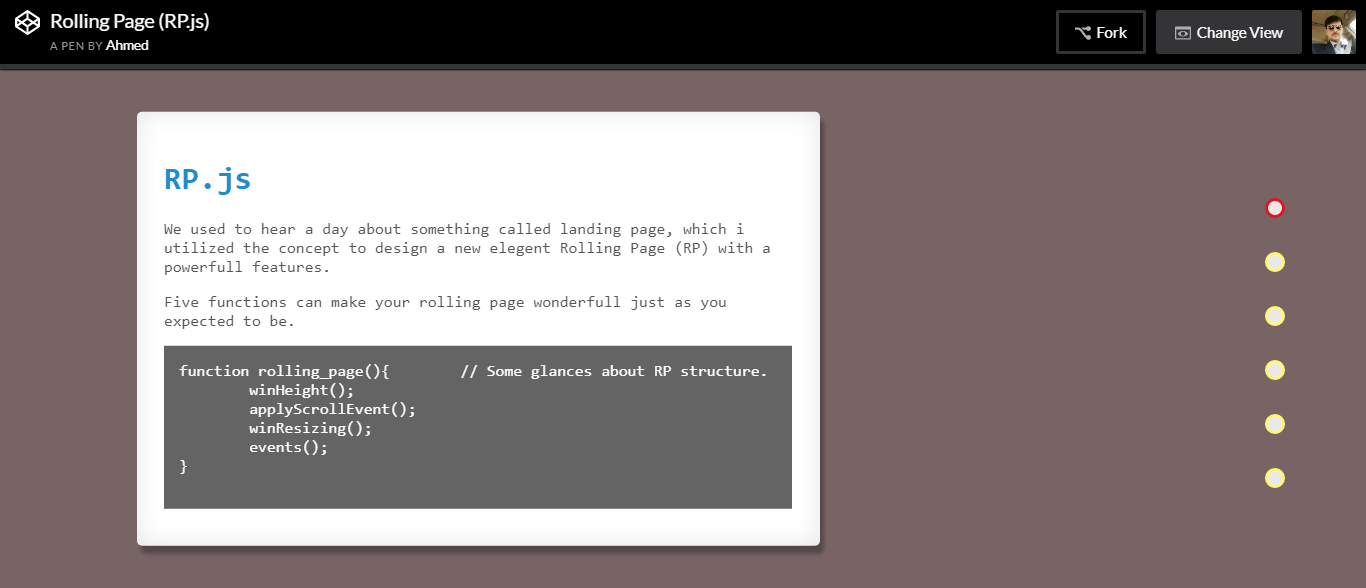 Rolling Page (RP.js)
A PEN BY Ahmed
Fork
Change View
RP.js
We used to hear a day about something called landing page, which i
utilized the concept to design a new elegent Rolling Page (RP) with a
powerfull features.
Five functions can make your rolling page wonderfull just as you
expected to be.
function rolling_page(){ // Some glances about RP structure.
winHeight();
applyScrollEvent();
winResizing();
events();
}